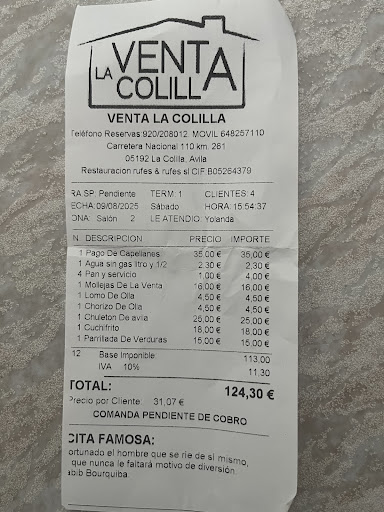 LA VENTA
COLILLA
VENTA LA COLILLA
Teléfono Reservas:920/208012. MOVIL 648257110
Carretera Nacional 110 km. 261
05192 La Colilla, Avila
Restauracion rufes & rufes sl CIF B05264379
RA SP: Pendiente TERM: 1 CLIENTES: 4
ECHA:09/08/2025 Sábado HORA: 15:54:37
ONA: Salón 2 LE ATENDIO: Yolanda
N DESCRIPCION PRECIO IMPORTE
1 Pago De Capellanes 35,00 € 35,00 €
1 Agua sin gas litro y 1/2 2,30 € 2,30 €
4 Pan y servicio 1,00 € 4,00 €
1 Mollejas De La Venta 16,00 € 16,00 €
1 Lomo De Olla 4,50 € 4,50 €
1 Chorizo De Olla 4,50 € 4,50 €
1 Chuleton De avila 25,00 € 25,00 €
1 Cuchifrito 18,00 € 18,00 €
1 Parrillada De Verduras 15,00 € 15,00 €
12 Base Imponible: 113,00
IVA 10% 11,30
TOTAL: 124,30 €
Precio por Cliente: 31,07 €
COMANDA PENDIENTE DE COBRO
CITA FAMOSA:
ortunado el hombre que se rie de sI mismo,
que nunca le faltará motivo de diversión.
abib Bourquiba.